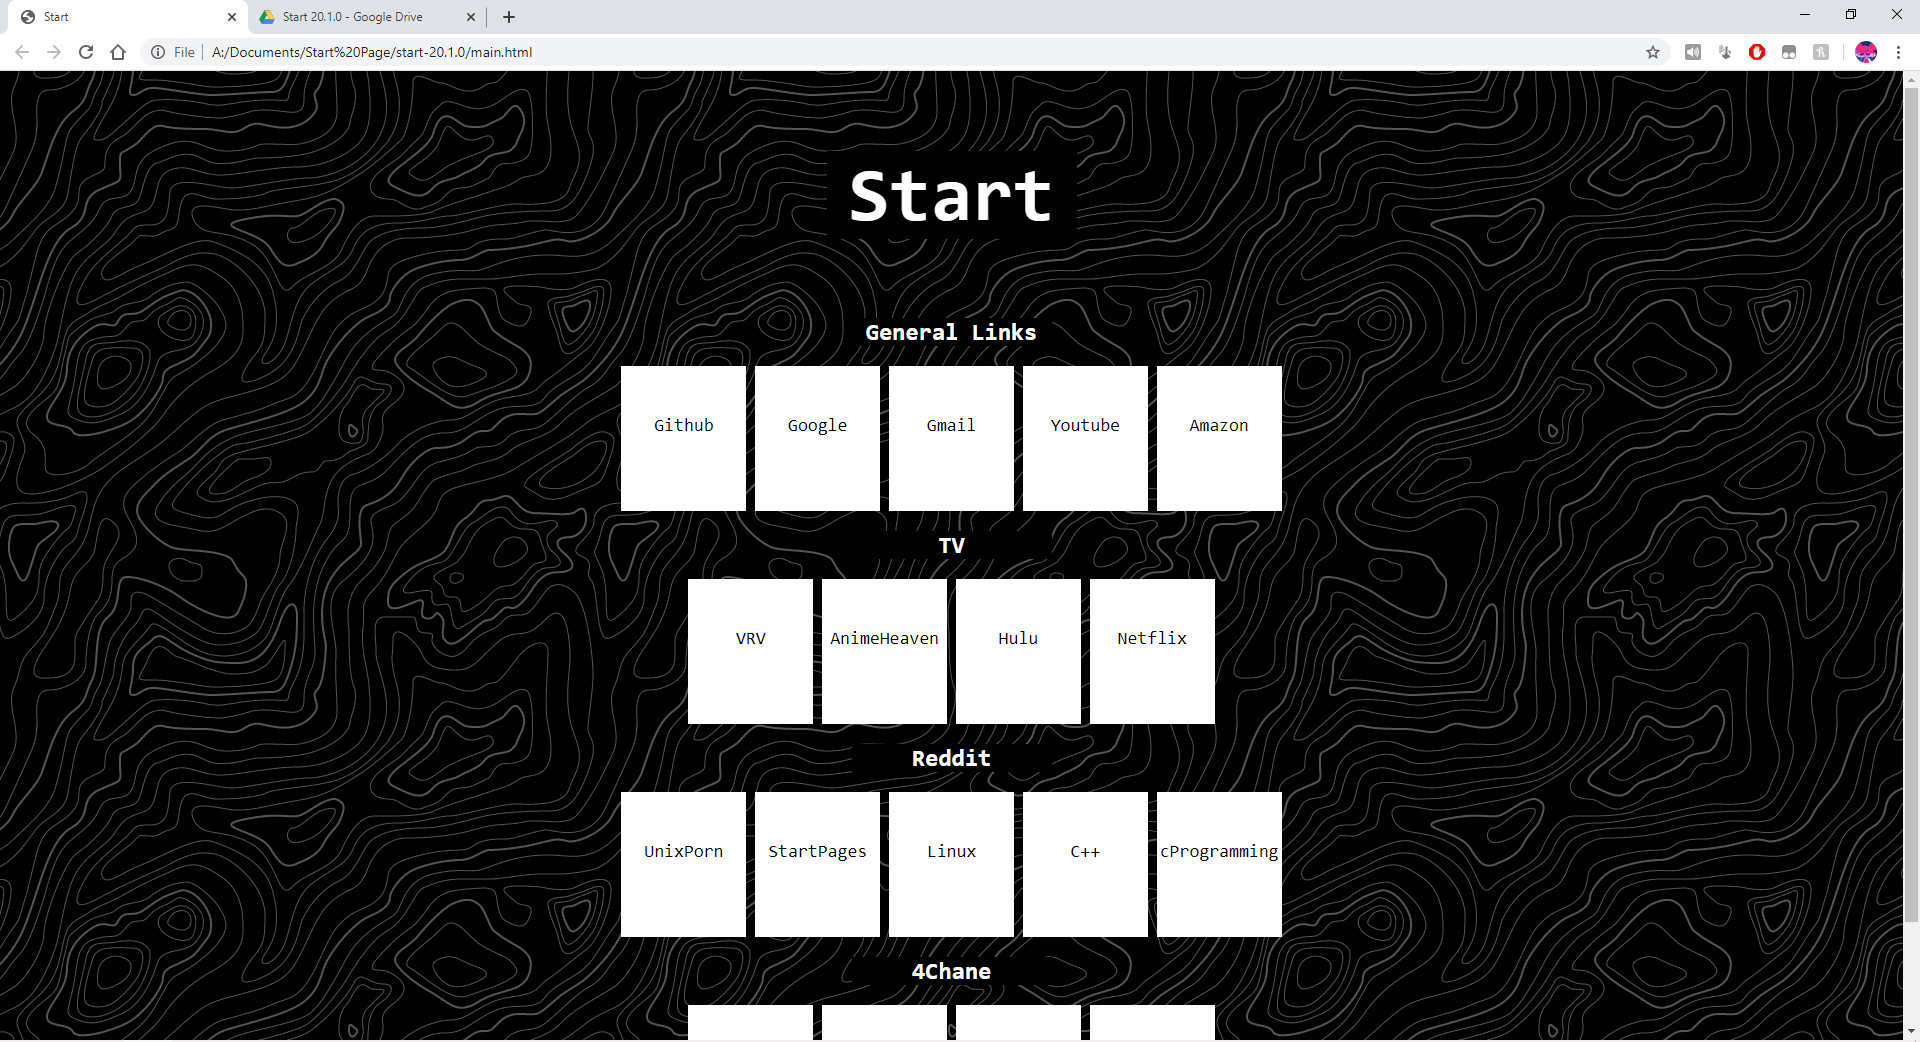 Start
Start 20.1.0 - Google Drive
File
A:/Documents/Start%20Page/start-20.1.0/main.html
Start
General Links
Github Google Gmail Youtube Amazon
TV
VRV AnimeHeaven Hulu Netflix
Reddit
UnixPorn StartPages Linux C++ cProgramming
4Chane